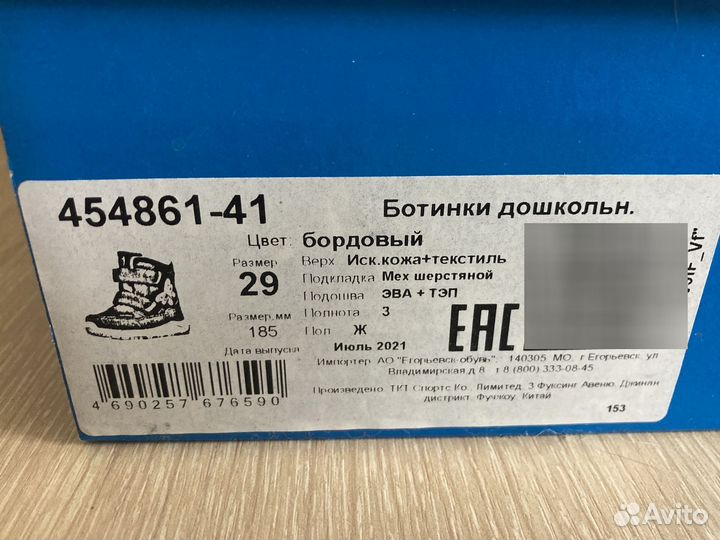 454861-41 Ботинки дошкольн.
Цвет: бордовый
Размер 29
Верх Иск.кожа+текстиль
Подкладка Мех шерстяной
Подошва ЭВА + ТЭП
Размер,мм 185
Полнота 3
Пол Ж
EAC
Дата выпуска Июль 2021
Импортер АО "Егорьевск-обувь", 140305 МО, г Егорьевск, ул
Владимирская д 8, т 8 (800) 333-08-45
Произведено ТКТ Спортс Ко., Лимитед, 3 Фуксинг Авеню, Джинан
дистрикт, Фучжоу, Китай
4 690257 676590
153
Avito